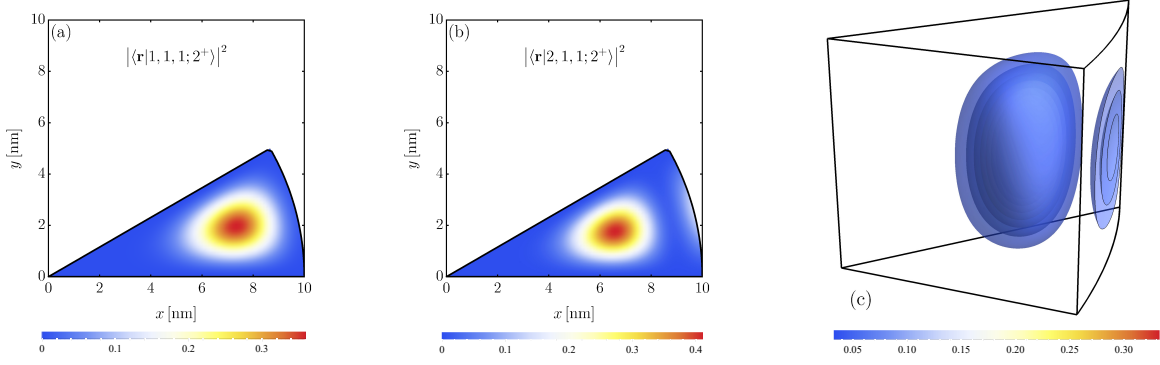 (a)
|⟨r|1, 1, 1; 2⁺⟩|²
10
8
6
4
2
0
y [nm]
0 2 4 6 8 10
x [nm]
0 0.1 0.2 0.3
(b)
|⟨r|2, 1, 1; 2⁺⟩|²
10
8
6
4
2
0
y [nm]
0 2 4 6 8 10
x [nm]
0 0.1 0.2 0.3 0.4
(c)
0.05 0.10 0.15 0.20 0.25 0.30